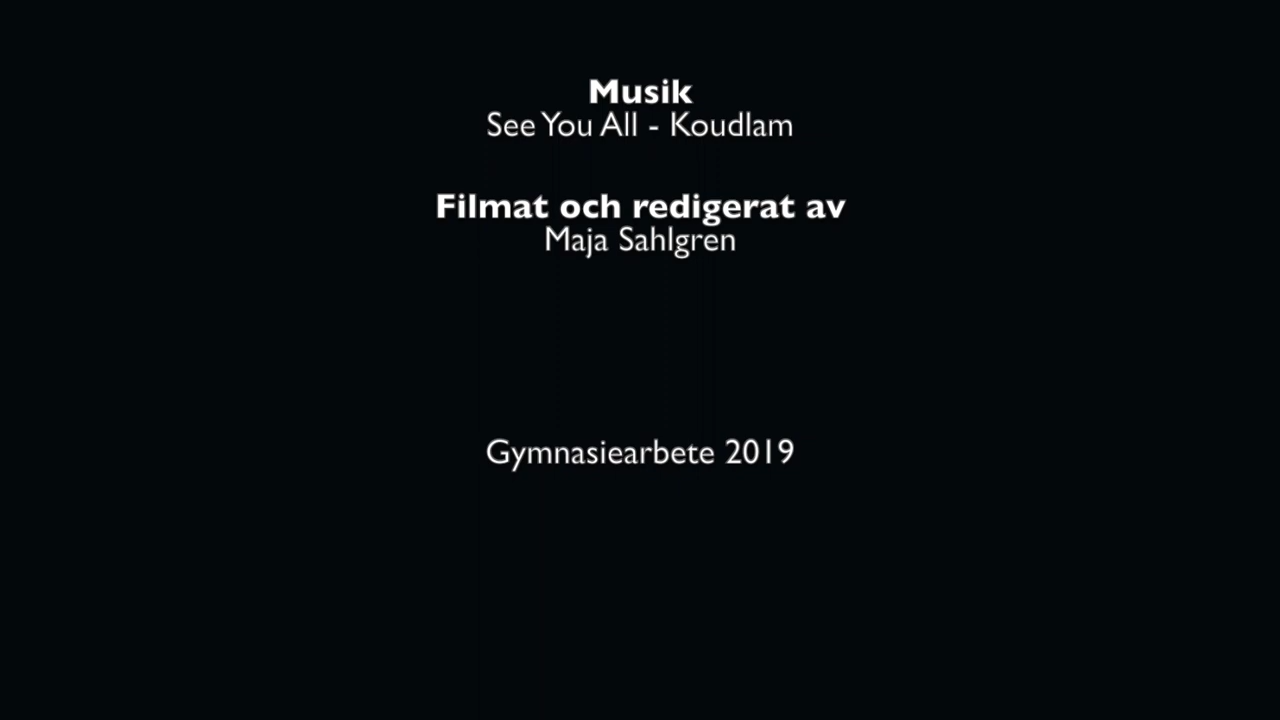 Musik
See You All - Koudlam
Filmat och redigerat av
Maja Sahlgren
Gymnasiearbete 2019